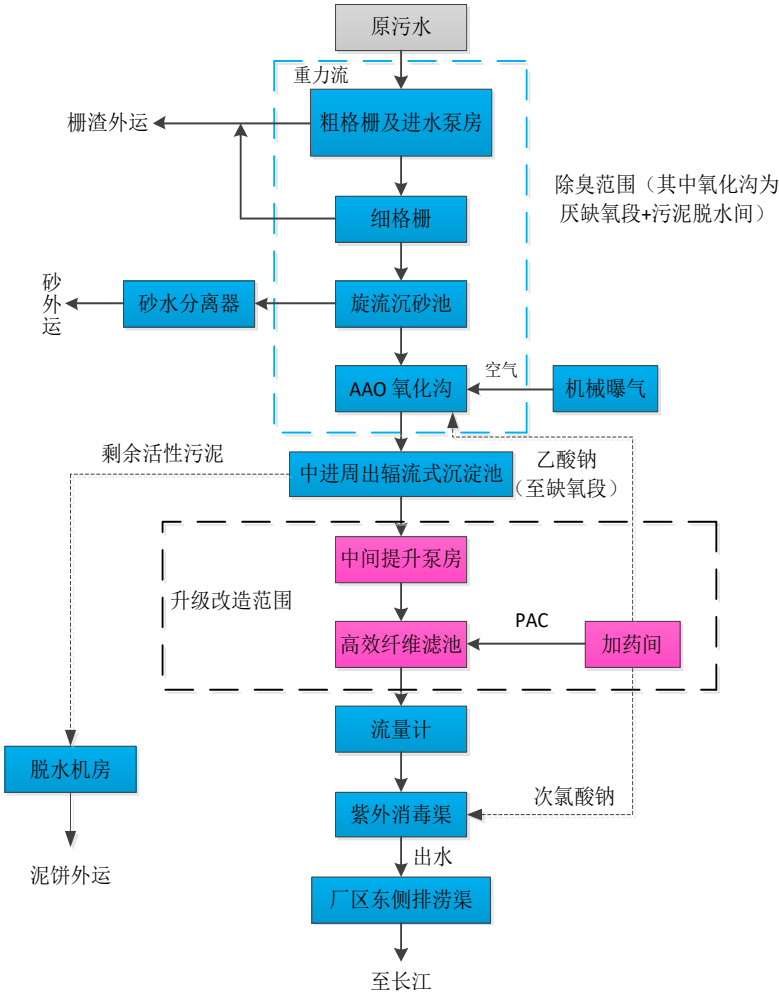 原污水
重力流
栅渣外运
粗格栅及进水泵房
除臭范围（其中氧化沟为
厌缺氧段+污泥脱水间）
细格栅
砂
外
运
砂水分离器
旋流沉砂池
AAO 氧化沟
空气
机械曝气
剩余活性污泥
中进周出辐流式沉淀池
乙酸钠
（至缺氧段）
中间提升泵房
升级改造范围
PAC
高效纤维滤池
加药间
流量计
脱水机房
次氯酸钠
紫外消毒渠
出水
泥饼外运
厂区东侧排涝渠
至长江